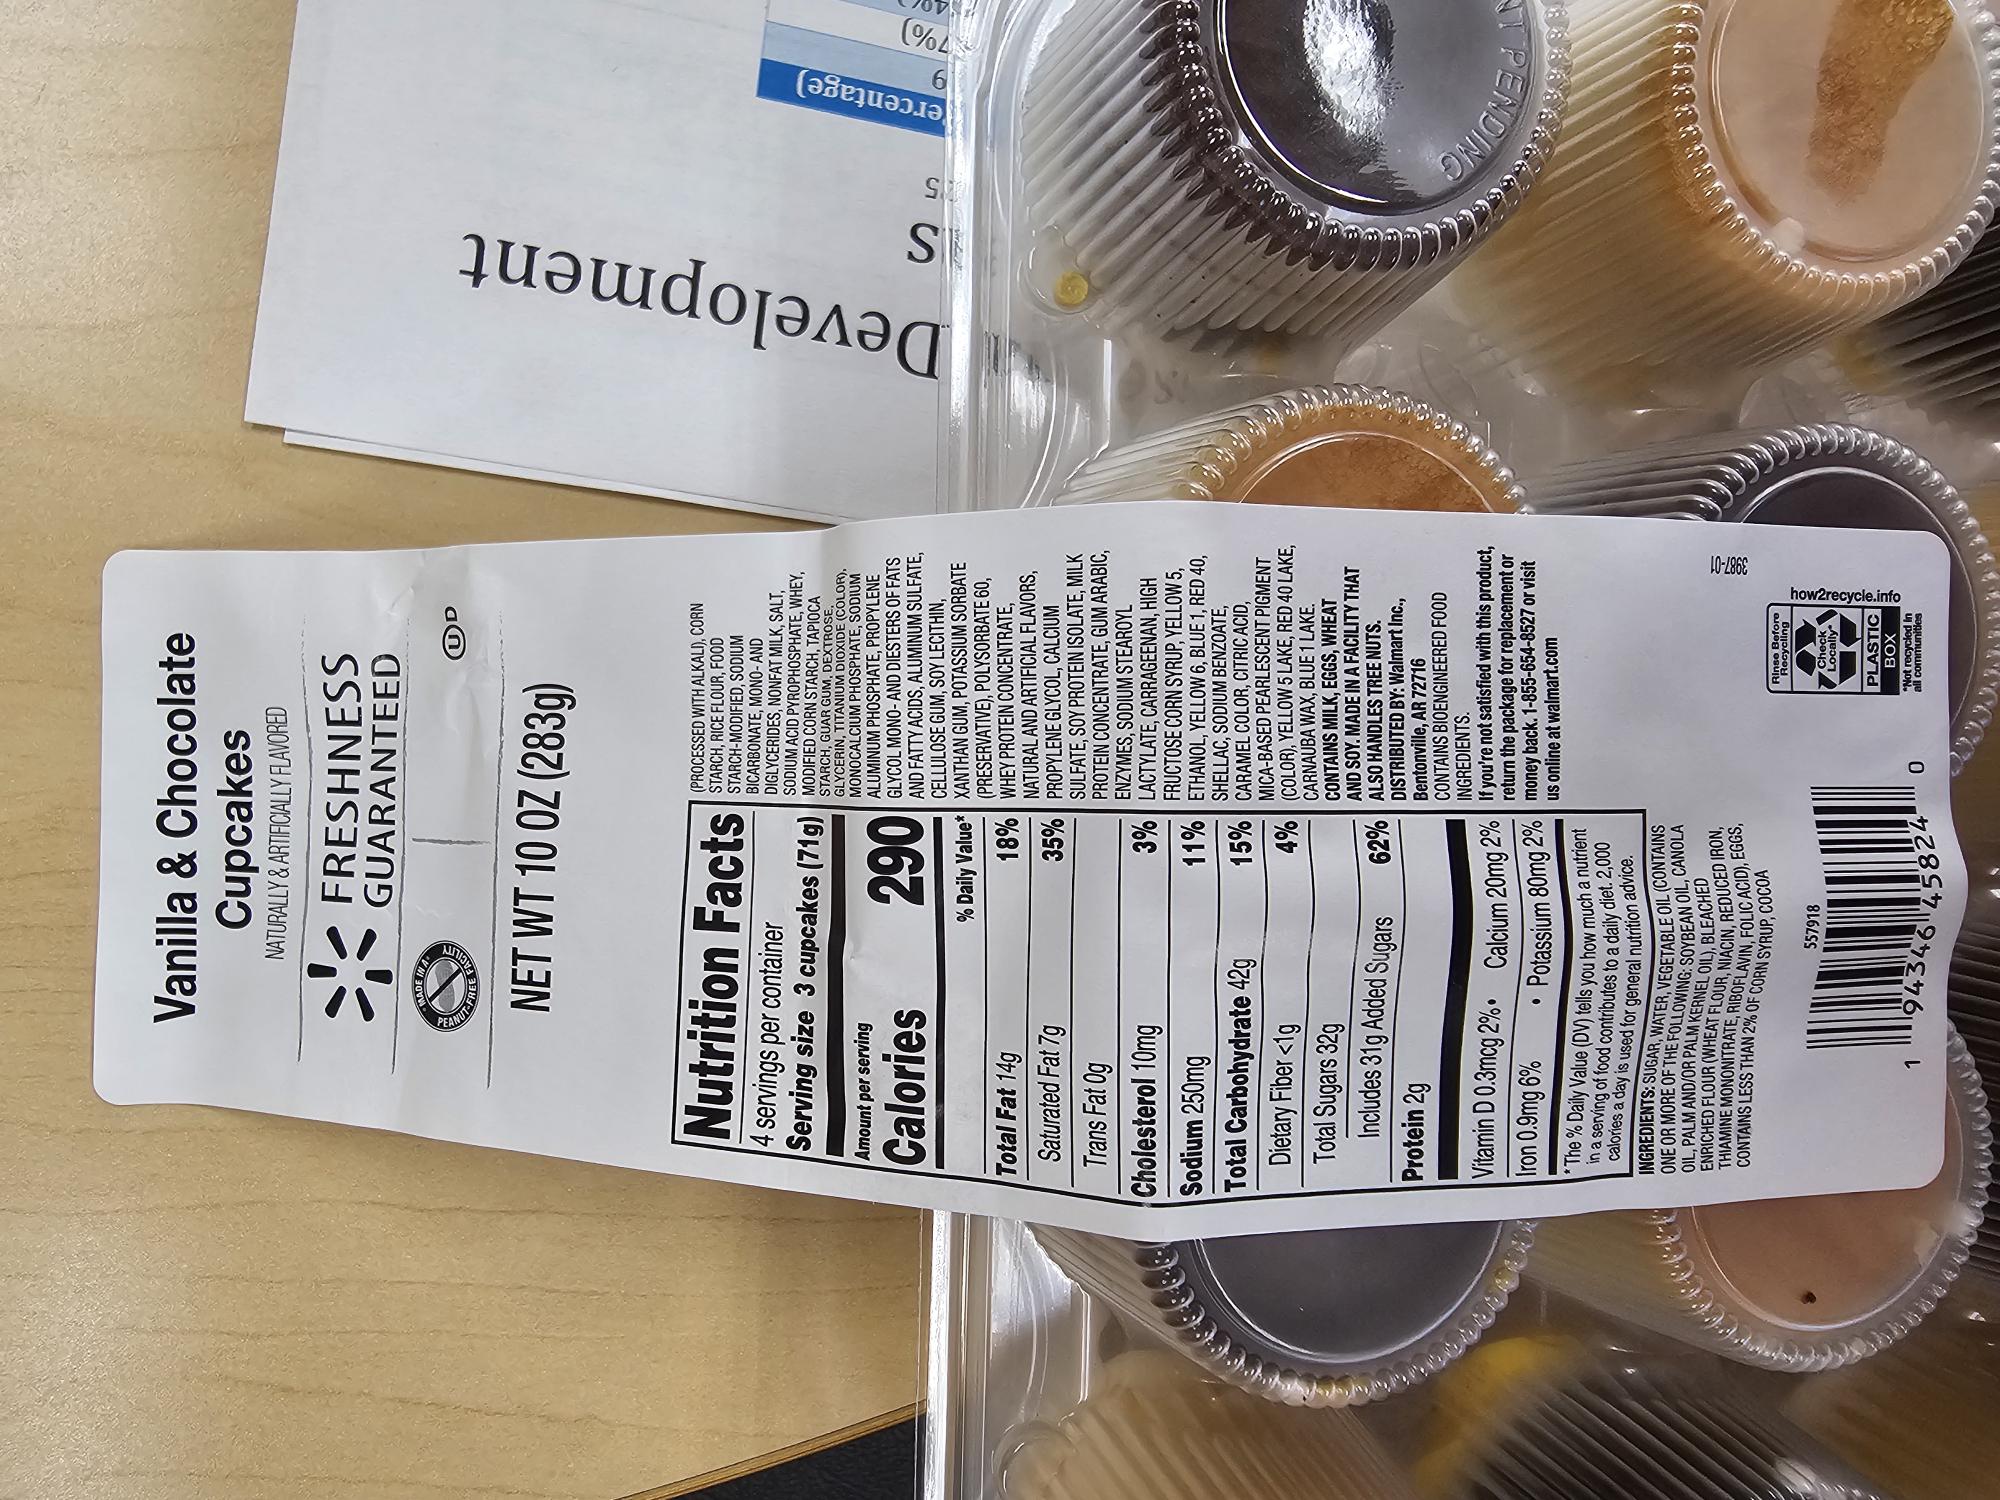 Vanilla & Chocolate
Cupcakes
NATURALLY & ARTIFICIALLY FLAVORED
FRESHNESS
GUARANTEED
MADE IN A
PEANUT-FREE FACILITY
U D
NET WT 10 OZ (283g)
Nutrition Facts
4 servings per container
Serving size 3 cupcakes (71g)
Amount per serving
Calories 290
% Daily Value*
Total Fat 14g 18%
Saturated Fat 7g 35%
Trans Fat 0g
Cholesterol 10mg 3%
Sodium 250mg 11%
Total Carbohydrate 42g 15%
Dietary Fiber <1g 4%
Total Sugars 32g
Includes 31g Added Sugars 62%
Protein 2g
Vitamin D 0.3mcg 2% • Calcium 20mg 2%
Iron 0.9mg 6% • Potassium 80mg 2%
*The % Daily Value (DV) tells you how much a nutrient
in a serving of food contributes to a daily diet. 2,000
calories a day is used for general nutrition advice.
INGREDIENTS: SUGAR, WATER, VEGETABLE OIL (CONTAINS
ONE OR MORE OF THE FOLLOWING: SOYBEAN OIL, CANOLA
OIL, PALM AND/OR PALM KERNEL OIL), BLEACHED
ENRICHED FLOUR (WHEAT FLOUR, NIACIN, REDUCED IRON,
THIAMINE MONONITRATE, RIBOFLAVIN, FOLIC ACID), EGGS,
CONTAINS LESS THAN 2% OF CORN SYRUP, COCOA
(PROCESSED WITH ALKALI), CORN
STARCH, RICE FLOUR, FOOD
STARCH-MODIFIED, SODIUM
BICARBONATE, MONO- AND
DIGLYCERIDES, NONFAT MILK, SALT,
SODIUM ACID PYROPHOSPHATE, WHEY,
MODIFIED CORN STARCH, TAPIOCA
STARCH, GUAR GUM, DEXTROSE,
GLYCERIN, TITANIUM DIOXIDE (COLOR),
MONOCALCIUM PHOSPHATE, SODIUM
ALUMINUM PHOSPHATE, PROPYLENE
GLYCOL MONO- AND DIESTERS OF FATS
AND FATTY ACIDS, ALUMINUM SULFATE,
CELLULOSE GUM, SOY LECITHIN,
XANTHAN GUM, POTASSIUM SORBATE
(PRESERVATIVE), POLYSORBATE 60,
WHEY PROTEIN CONCENTRATE,
NATURAL AND ARTIFICIAL FLAVORS,
PROPYLENE GLYCOL, CALCIUM
SULFATE, SOY PROTEIN ISOLATE, MILK
PROTEIN CONCENTRATE, GUM ARABIC,
ENZYMES, SODIUM STEAROYL
LACTYLATE, CARRAGEENAN, HIGH
FRUCTOSE CORN SYRUP, YELLOW 5,
ETHANOL, YELLOW 6, BLUE 1, RED 40,
SHELLAC, SODIUM BENZOATE,
CARAMEL COLOR, CITRIC ACID,
MICA-BASED PEARLESCENT PIGMENT
(COLOR), YELLOW 5 LAKE, RED 40 LAKE,
CARNAUBA WAX, BLUE 1 LAKE.
CONTAINS MILK, EGGS, WHEAT
AND SOY. MADE IN A FACILITY THAT
ALSO HANDLES TREE NUTS.
DISTRIBUTED BY: Walmart Inc.,
Bentonville, AR 72716
CONTAINS BIOENGINEERED FOOD
INGREDIENTS.
If you're not satisfied with this product,
return the package for replacement or
money back. 1-855-654-8527 or visit
us online at walmart.com
557918
1 94346 45824 0
3987-01
how2recycle.info
Rinse Before
Recycling
Check
Locally*
PLASTIC
BOX
*Not recycled in
all communities
Development
ercentage)
7%)
PENDING